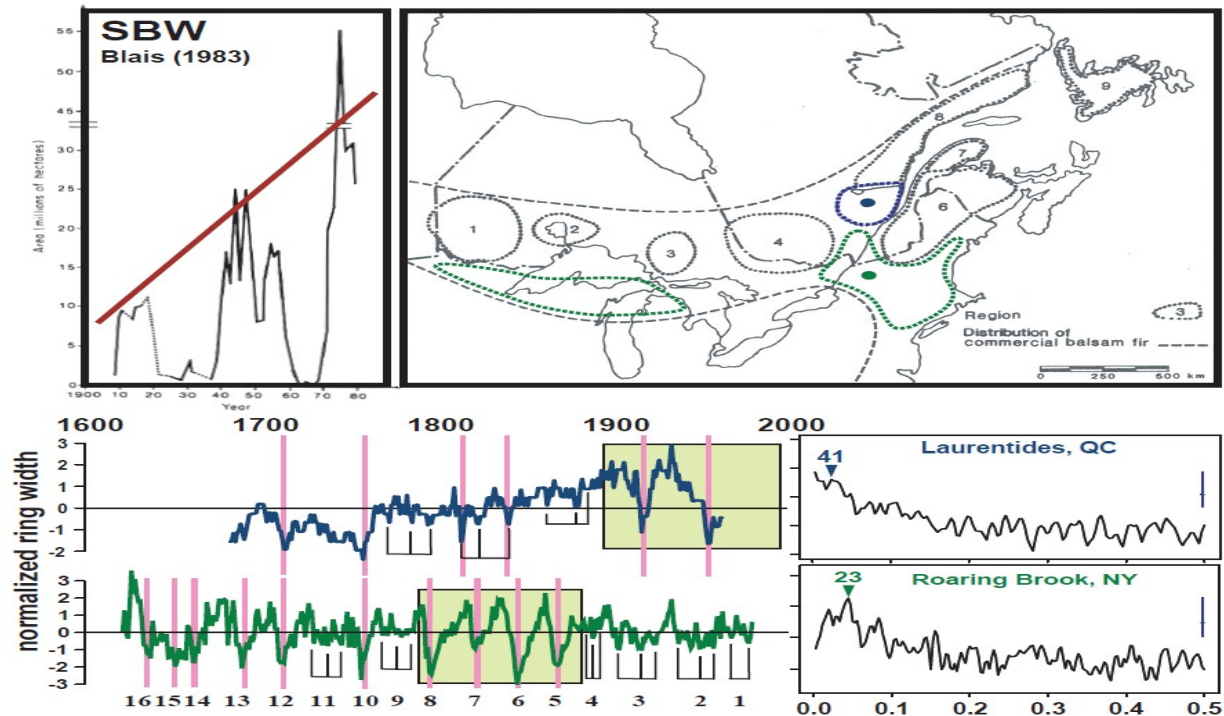 SBW
Blais (1983)
Area (millions of hectares)
55
50
45
30
25
20
15
10
5
0
1900 10 20 30 40 50 60 70 80
Year
1
2
3
4
6
7
8
9
Region
3
Distribution of
commercial balsam fir
0 250 500 km
1600 1700 1800 1900 2000
normalized ring width
3
2
1
0
-1
-2
3
2
1
0
-1
-2
-3
16 15 14 13 12 11 10 9 8 7 6 5 4 3 2 1
Laurentides, QC
41
Roaring Brook, NY
23
0.0 0.1 0.2 0.3 0.4 0.5